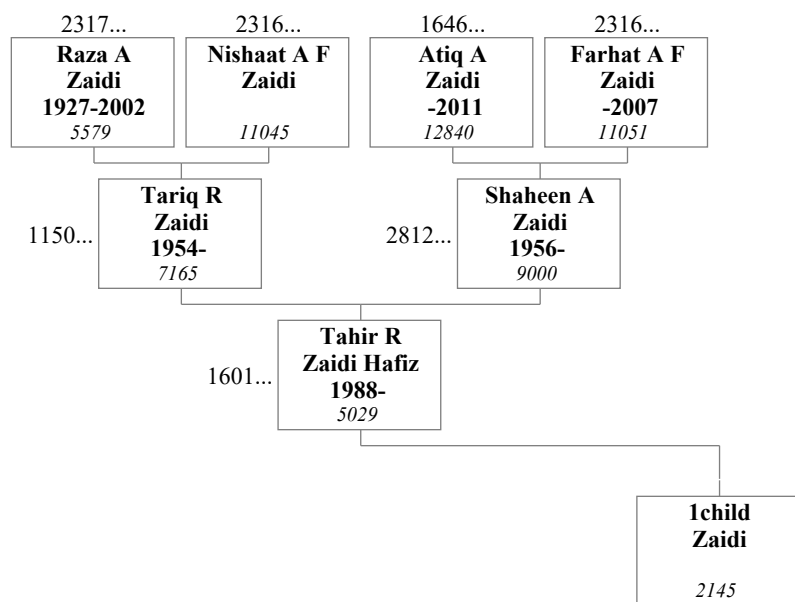 2317...
2316...
1646...
2316...
Raza A
Zaidi
1927-2002
5579
Nishaat A F
Zaidi
11045
Atiq A
Zaidi
-2011
12840
Farhat A F
Zaidi
-2007
11051
1150...
Tariq R
Zaidi
1954-
7165
2812...
Shaheen A
Zaidi
1956-
9000
1601...
Tahir R
Zaidi Hafiz
1988-
5029
1child
Zaidi
2145